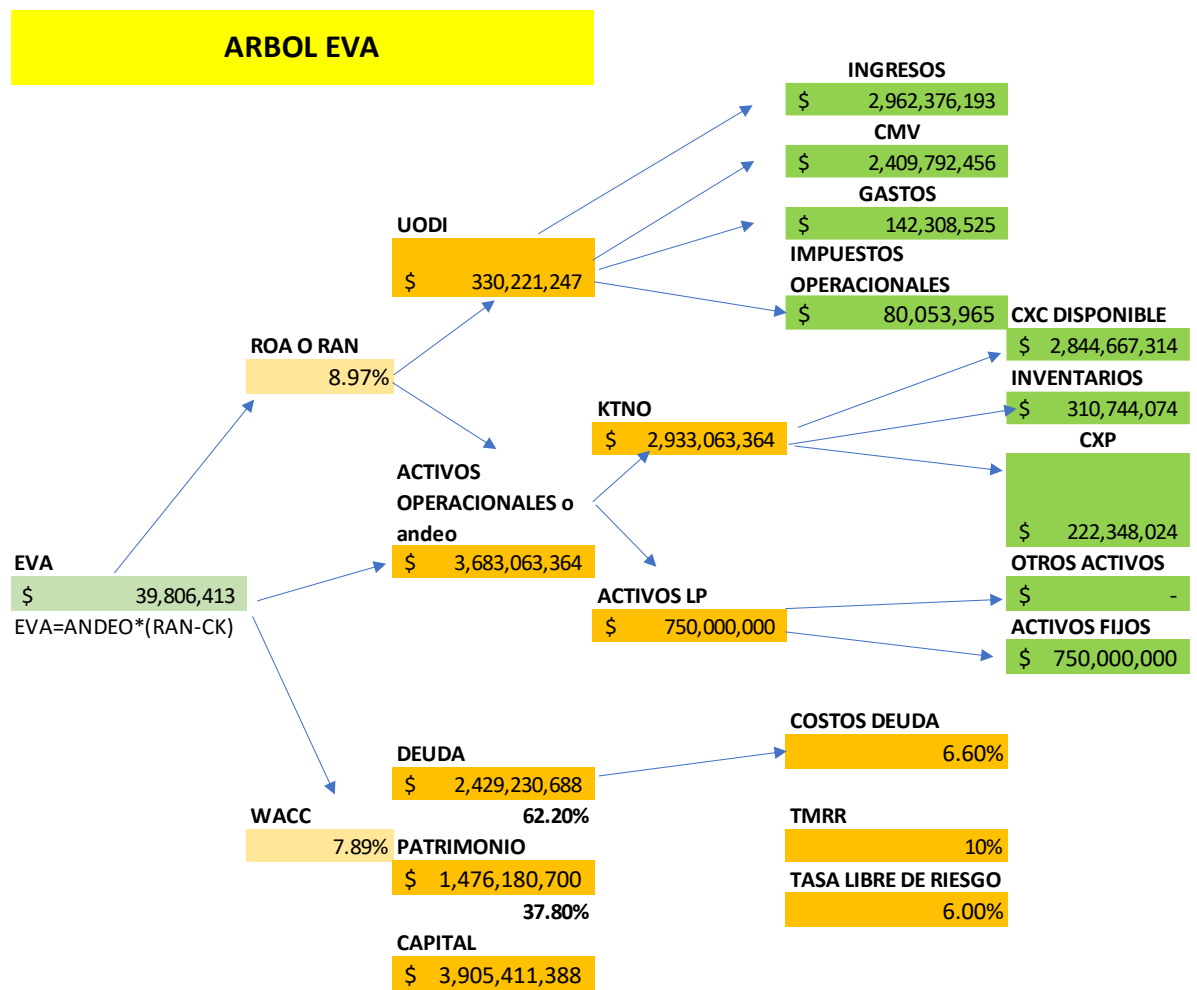 ARBOL EVA
INGRESOS
$ 2,962,376,193
CMV
$ 2,409,792,456
GASTOS
$ 142,308,525
UODI
$ 330,221,247
IMPUESTOS
OPERACIONALES
$ 80,053,965
CXC DISPONIBLE
$ 2,844,667,314
ROA O RAN
8.97%
INVENTARIOS
$ 310,744,074
KTNO
$ 2,933,063,364
CXP
$ 222,348,024
ACTIVOS
OPERACIONALES o
andeo
$ 3,683,063,364
EVA
$ 39,806,413
EVA=ANDEO*(RAN-CK)
OTROS ACTIVOS
$ -
ACTIVOS LP
$ 750,000,000
ACTIVOS FIJOS
$ 750,000,000
COSTOS DEUDA
6.60%
DEUDA
$ 2,429,230,688
62.20%
WACC
7.89%
TMRR
10%
PATRIMONIO
$ 1,476,180,700
37.80%
TASA LIBRE DE RIESGO
6.00%
CAPITAL
$ 3,905,411,388